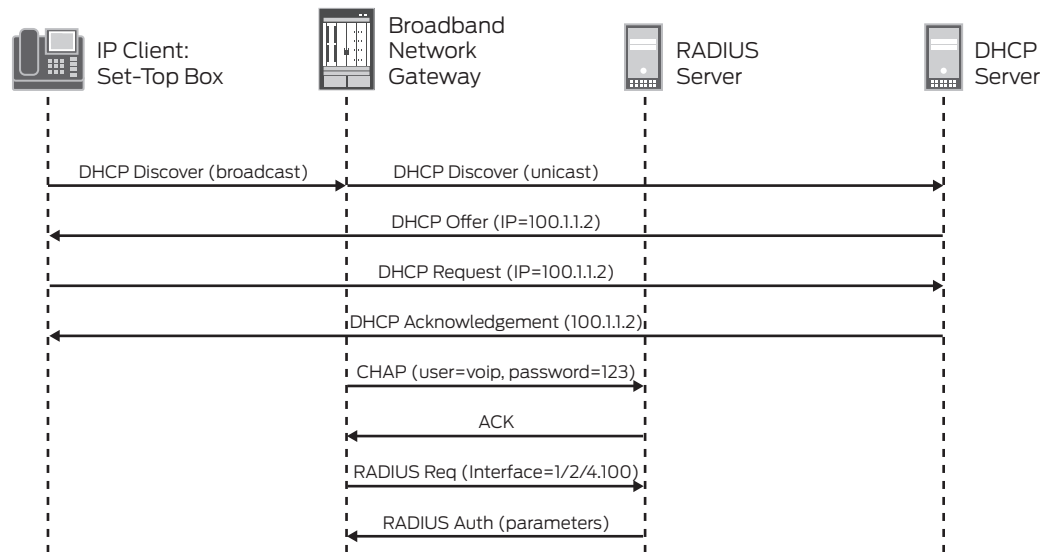 IP Client:
Set-Top Box
Broadband
Network
Gateway
RADIUS
Server
DHCP
Server
DHCP Discover (broadcast)
DHCP Discover (unicast)
DHCP Offer (IP=100.1.1.2)
DHCP Request (IP=100.1.1.2)
DHCP Acknowledgement (100.1.1.2)
CHAP (user=voip, password=123)
ACK
RADIUS Req (Interface=1/2/4.100)
RADIUS Auth (parameters)